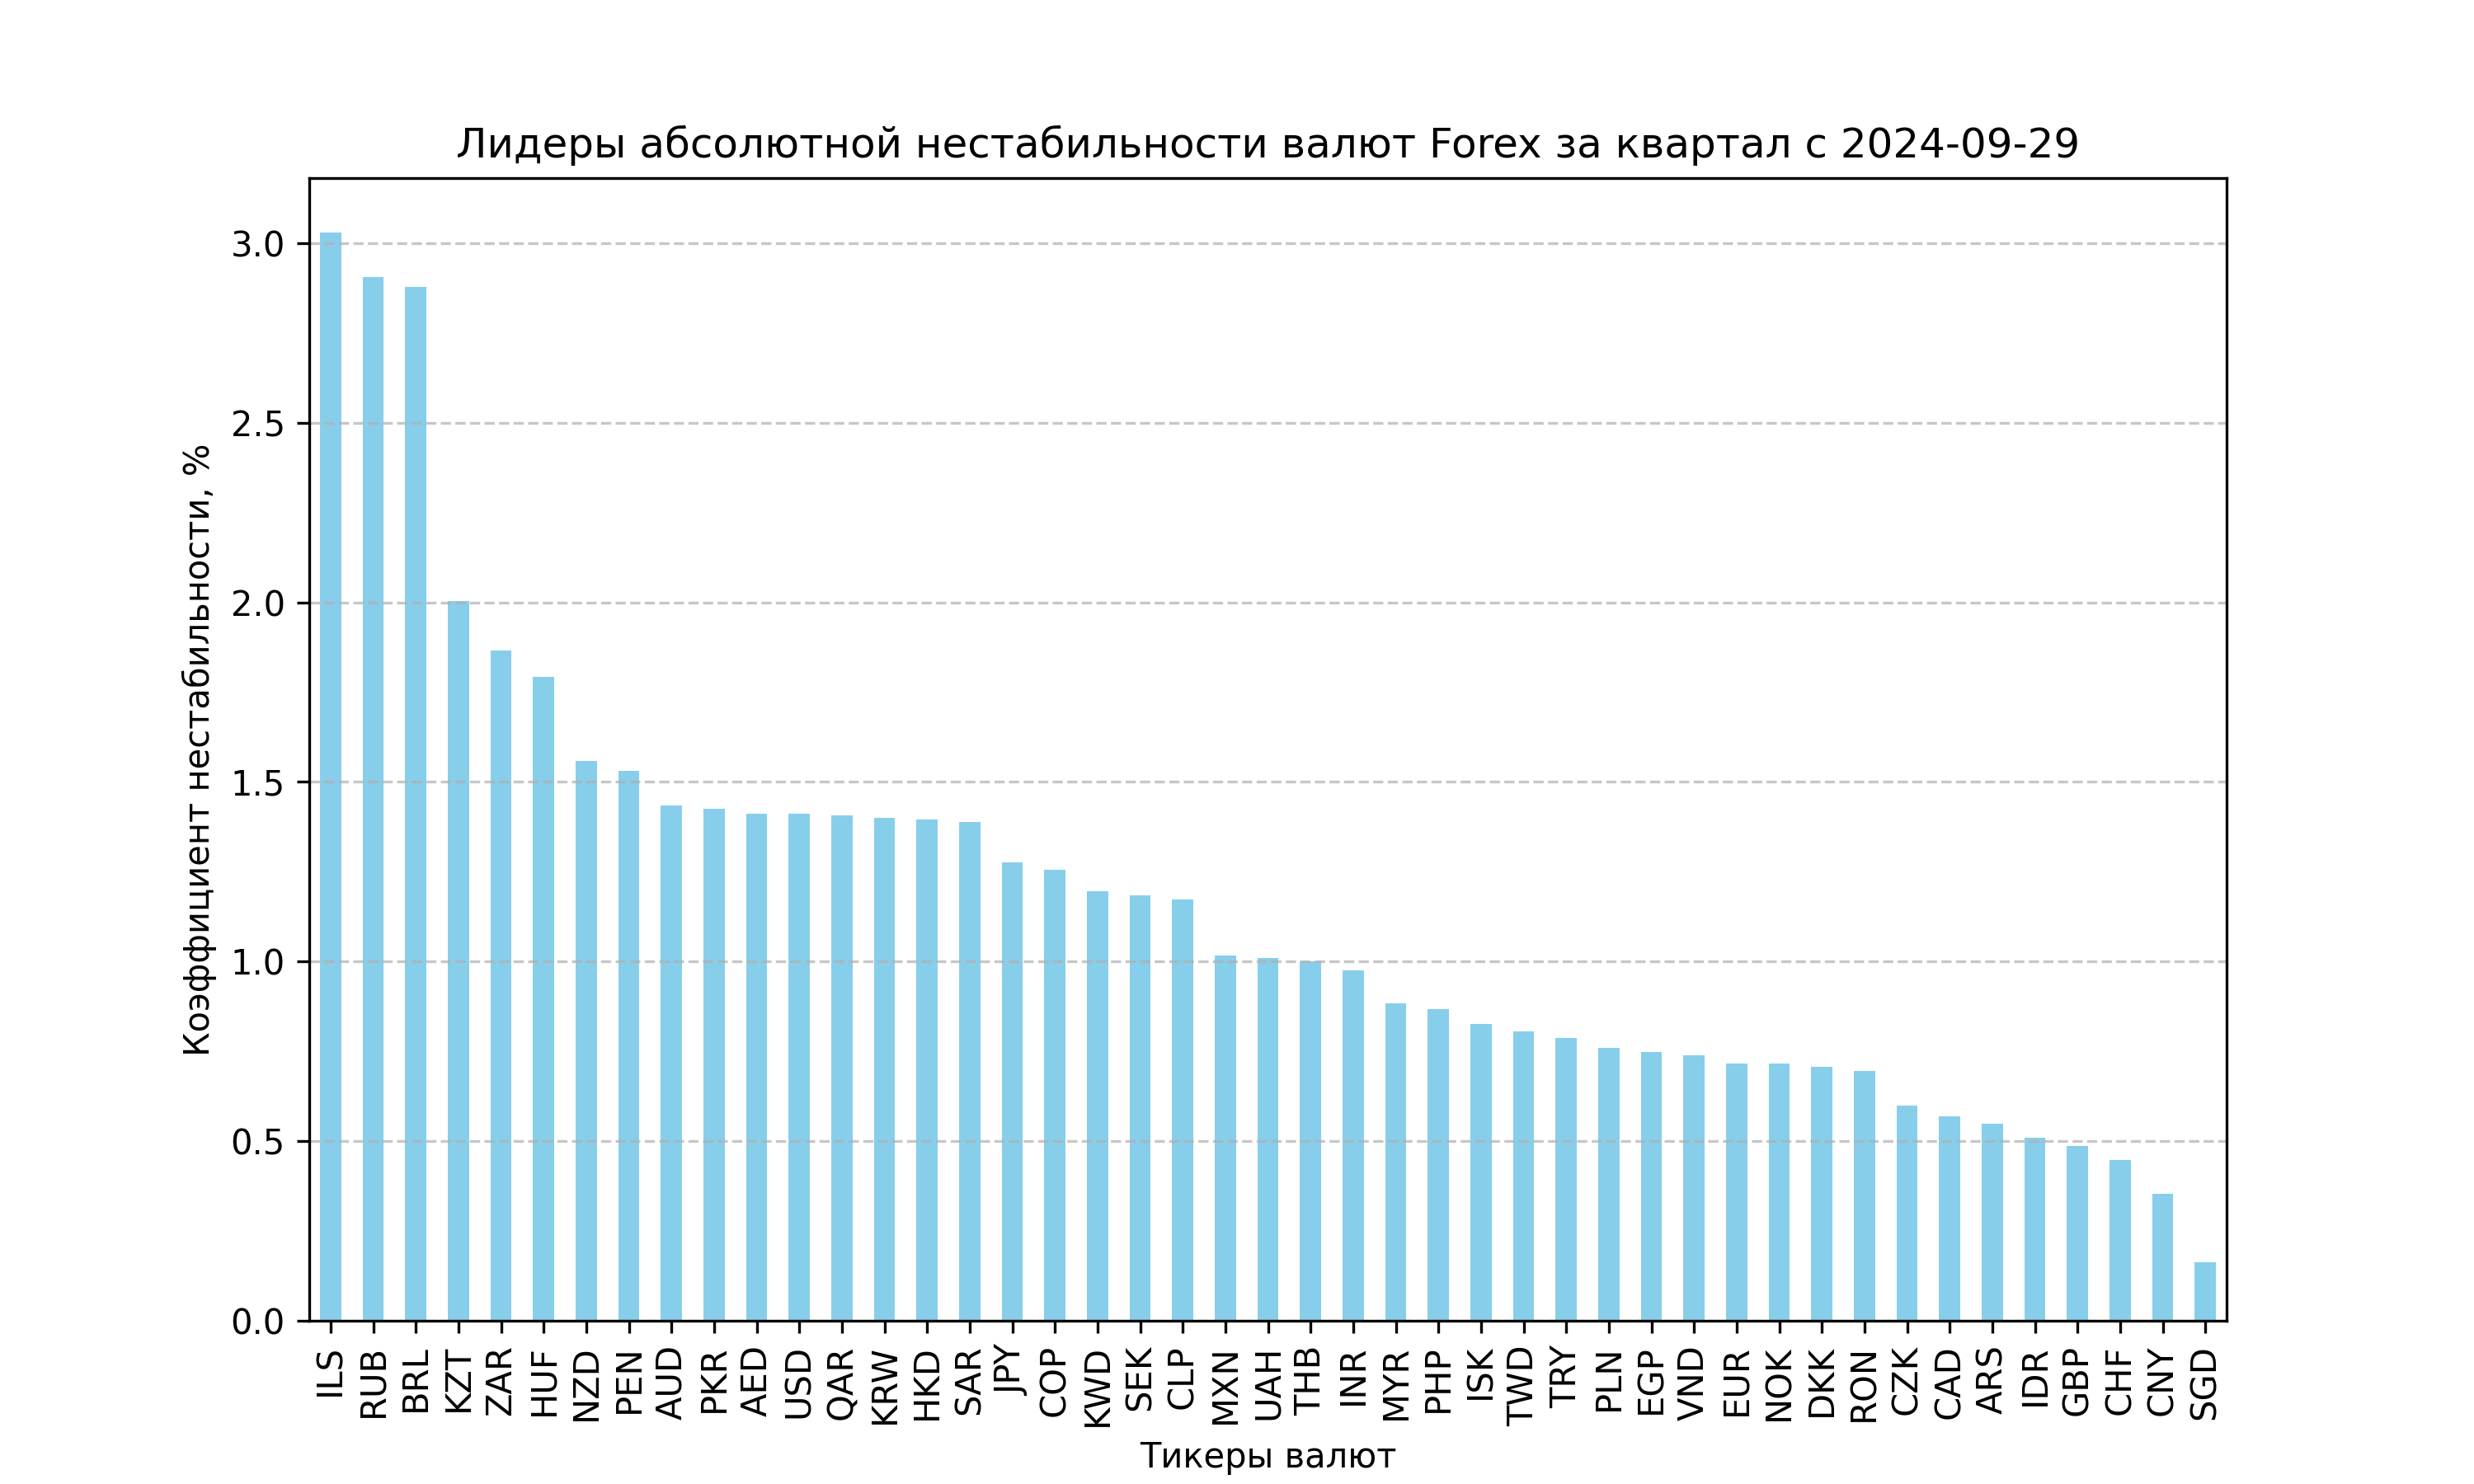 Лидеры абсолютной нестабильности валют Forex за квартал с 2024-09-29
Коэффициент нестабильности, %
3.0
2.5
2.0
1.5
1.0
0.5
0.0
ILS RUB BRL KZT ZAR HUF NZD PEN AUD PKR AED USD QAR KRW HKD SAR JPY COP KWD SEK CLP MXN UAH THB INR MYR PHP ISK TWD TRY PLN EGP VND EUR NOK DKK RON CZK CAD ARS IDR GBP CHF CNY SGD
Тикеры валют